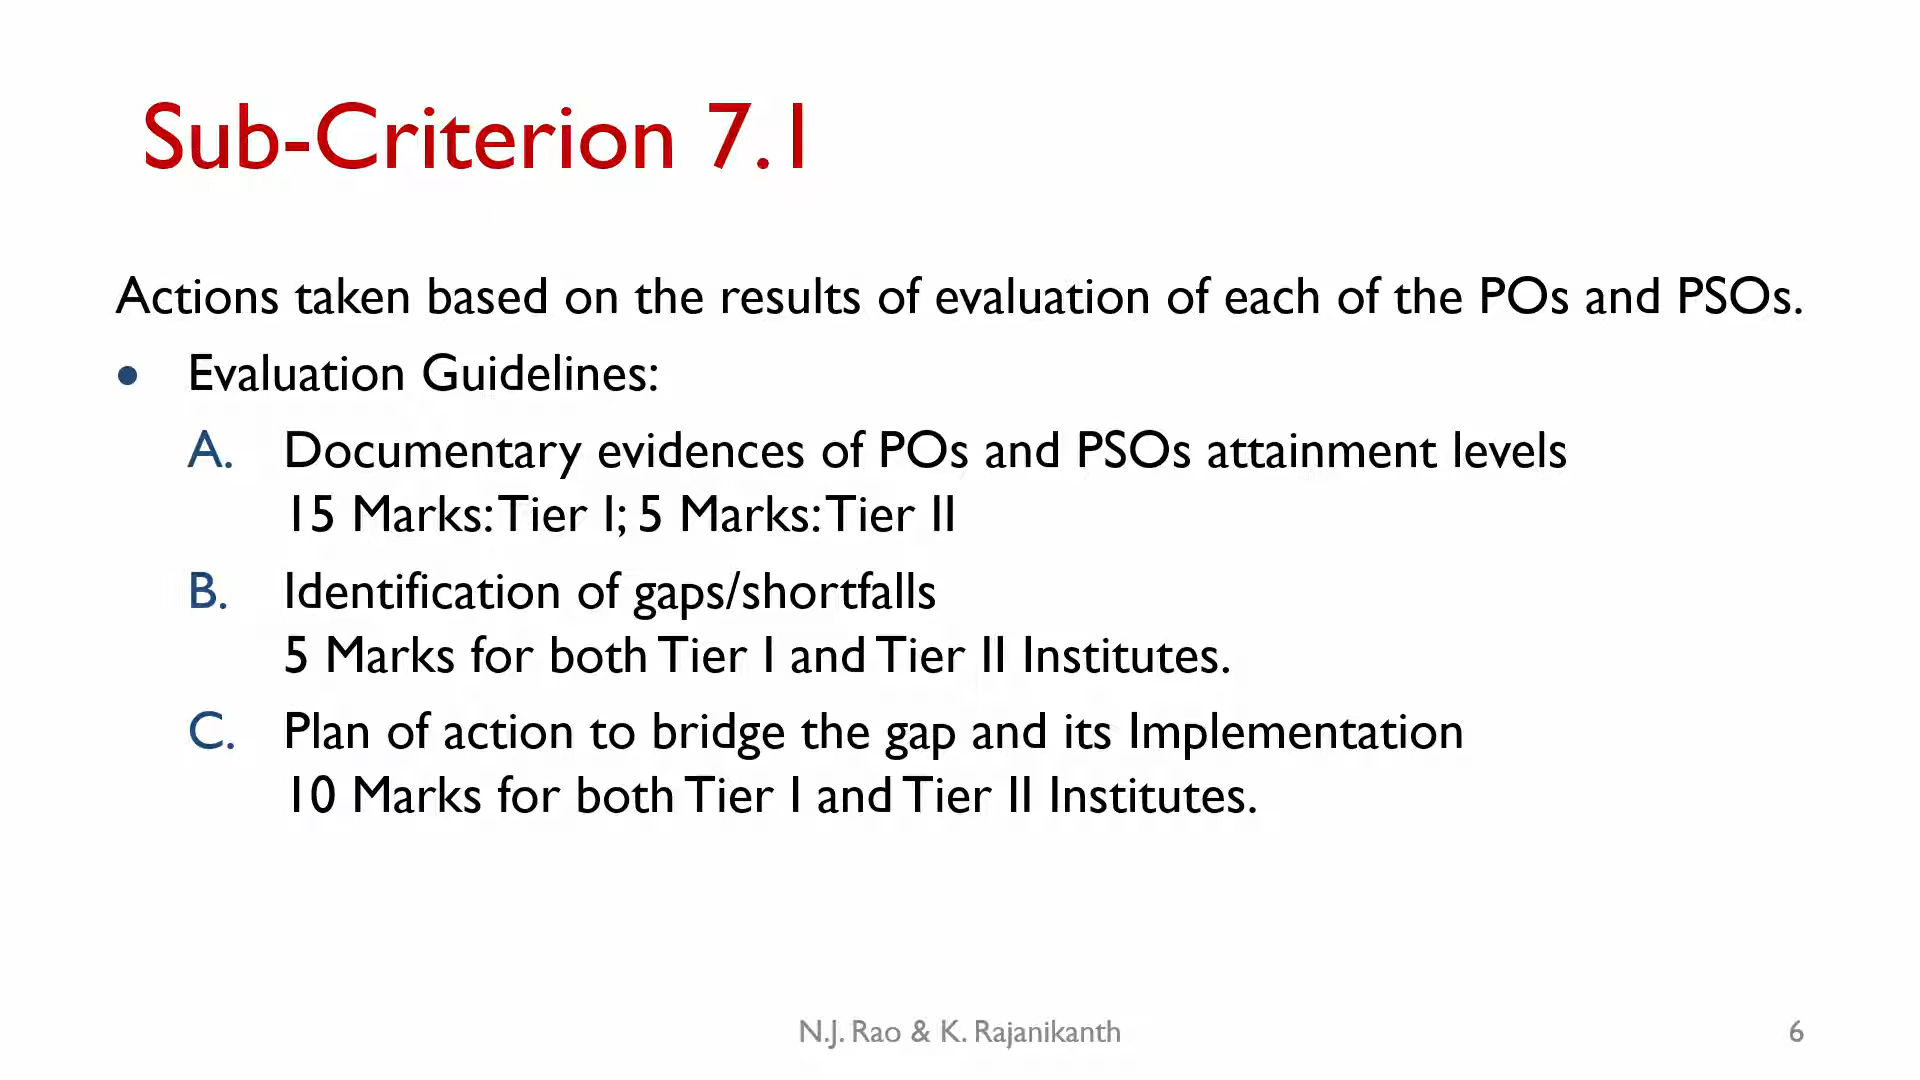 Sub-Criterion 7.1
Actions taken based on the results of evaluation of each of the POs and PSOs.
• Evaluation Guidelines:
A. Documentary evidences of POs and PSOs attainment levels
15 Marks: Tier I; 5 Marks: Tier II
B. Identification of gaps/shortfalls
5 Marks for both Tier I and Tier II Institutes.
C. Plan of action to bridge the gap and its Implementation
10 Marks for both Tier I and Tier II Institutes.
N.J. Rao & K. Rajanikanth
6